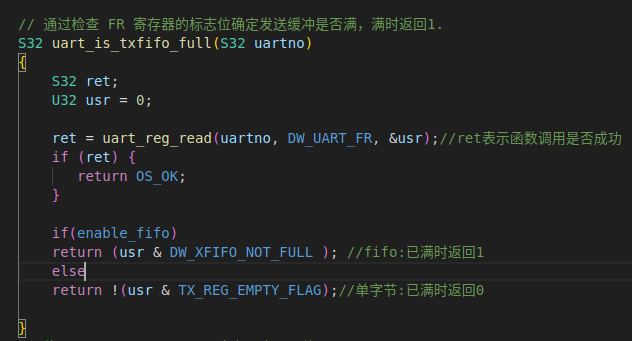 // 通过检查 FR 寄存器的标志位确定发送缓冲是否满，满时返回1.
S32 uart_is_txfifo_full(S32 uartno)
{
S32 ret;
U32 usr = 0;
ret = uart_reg_read(uartno, DW_UART_FR, &usr);//ret表示函数调用是否成功
if (ret) {
return OS_OK;
}
if(enable_fifo)
return (usr & DW_XFIFO_NOT_FULL ); //fifo:已满时返回1
else
return !(usr & TX_REG_EMPTY_FLAG);//单字节:已满时返回0
}